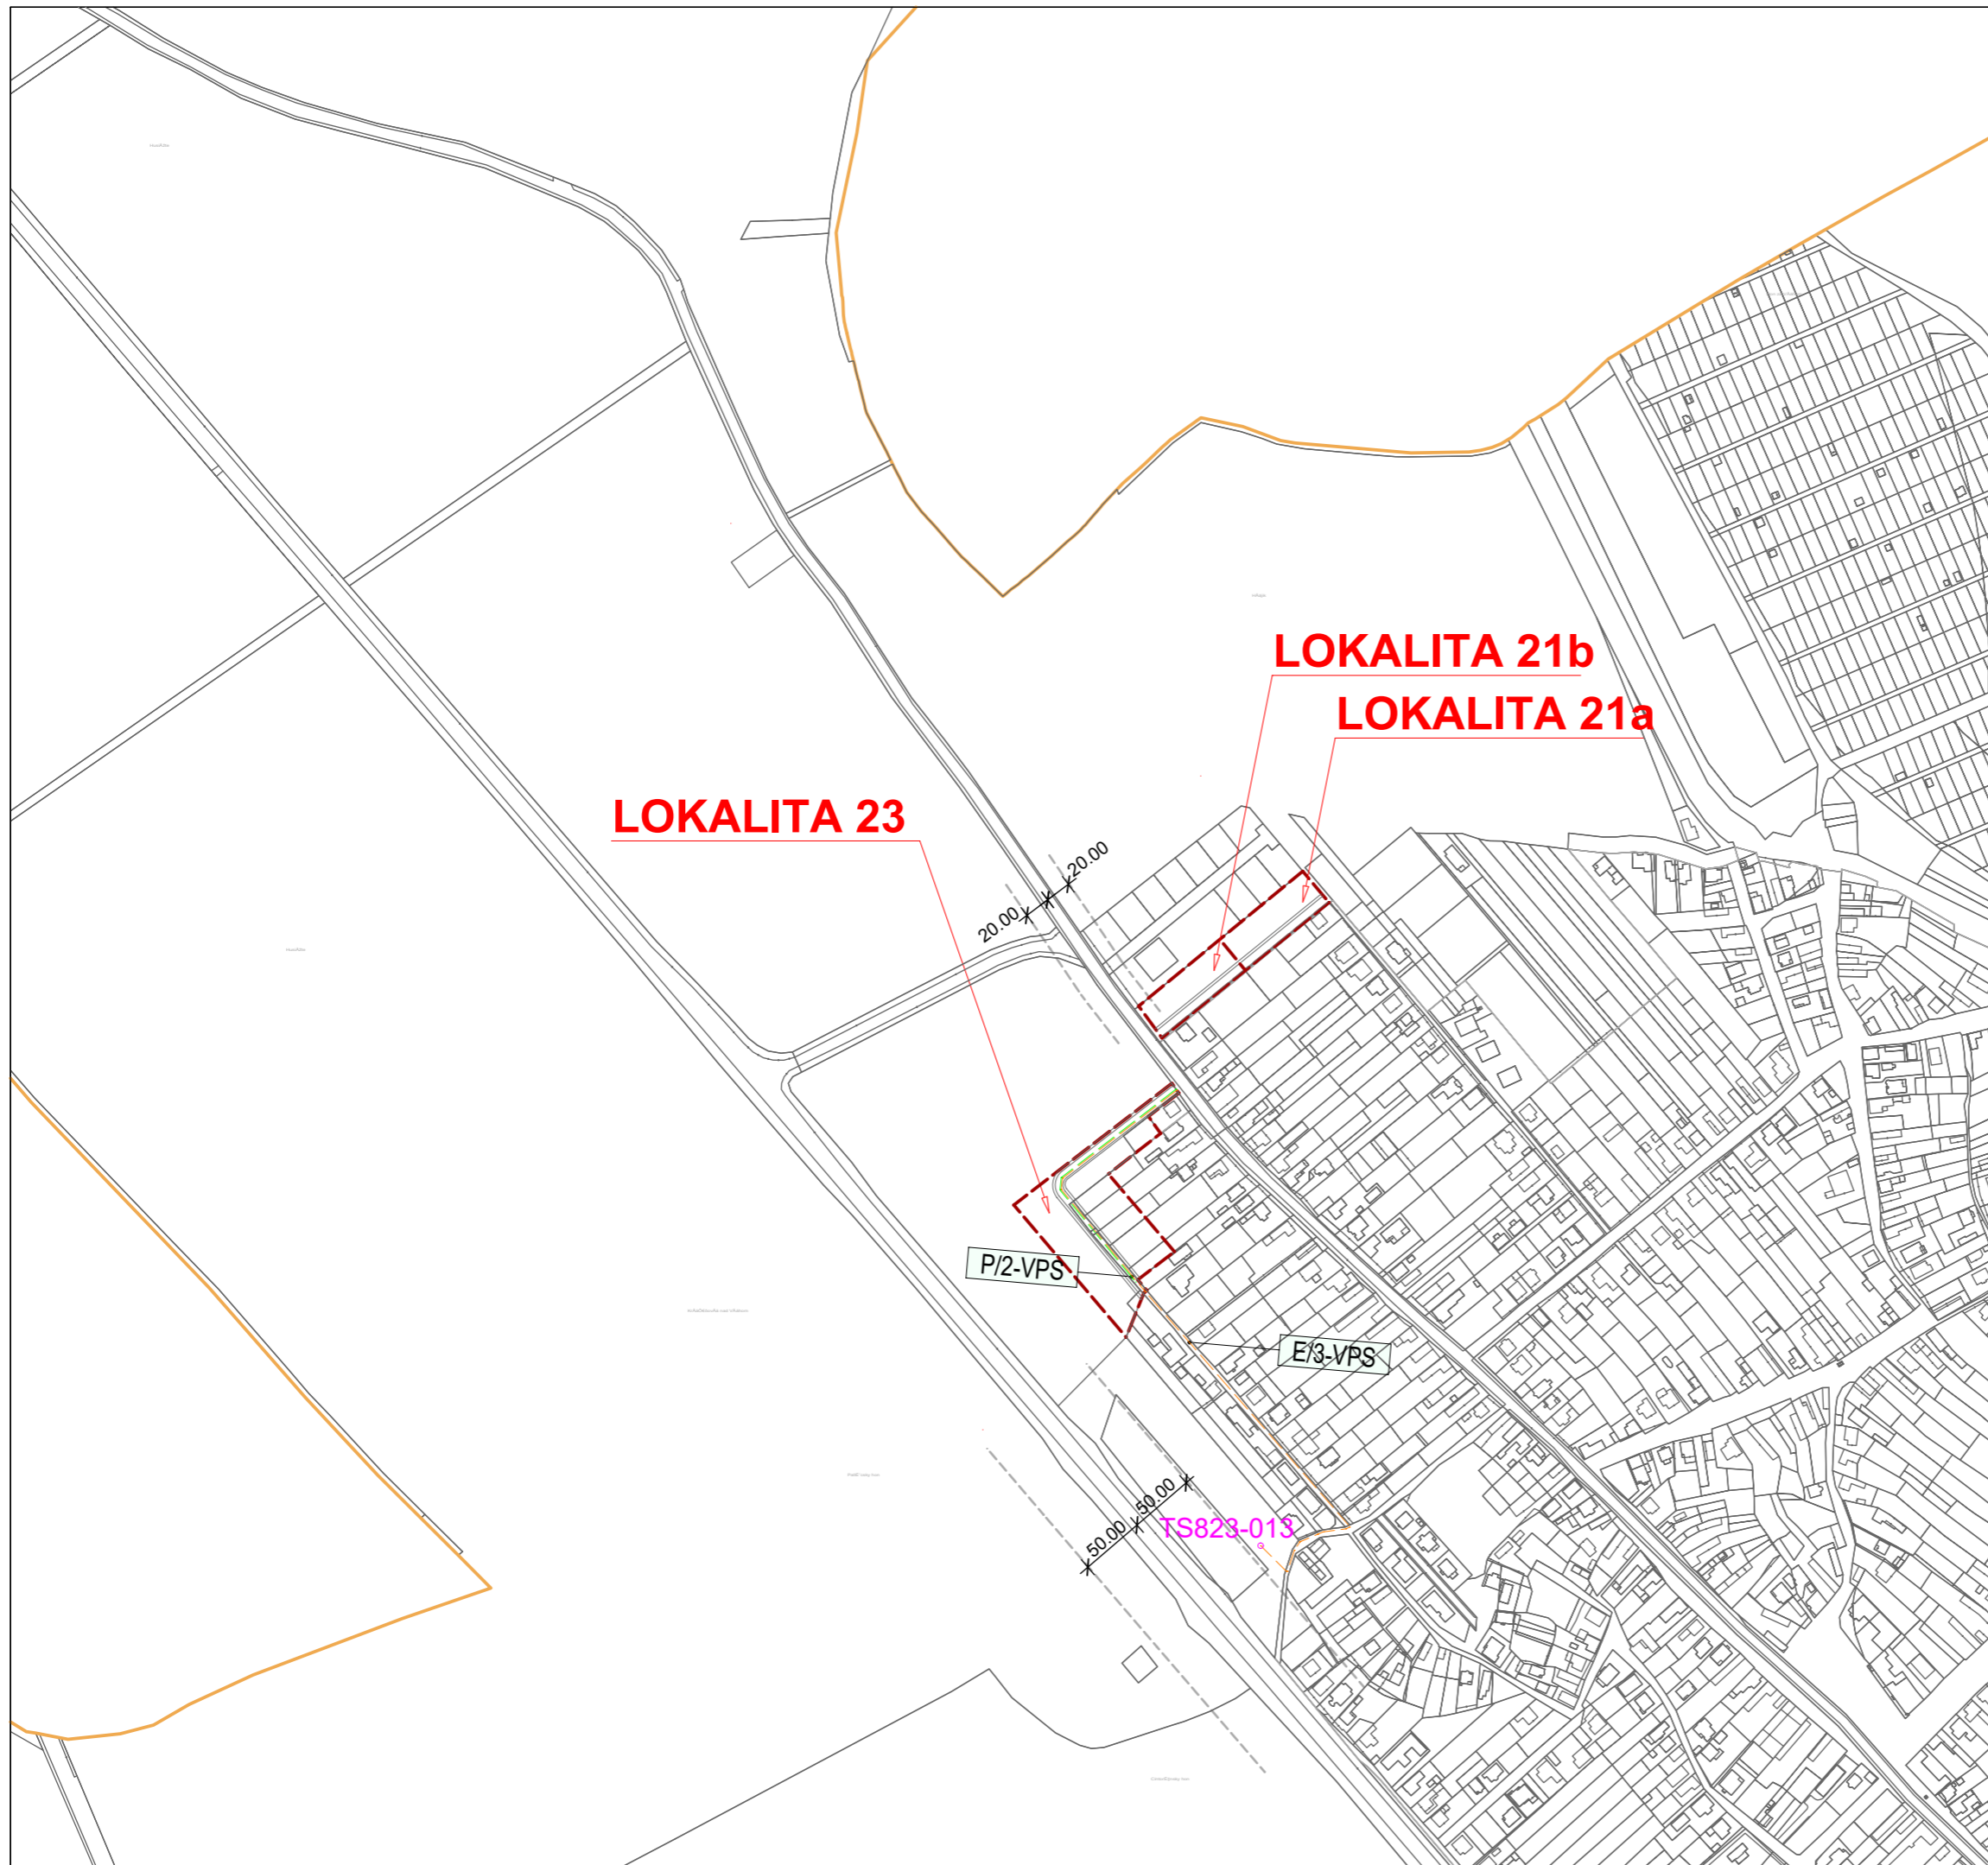 LOKALITA 21b
LOKALITA 21a
LOKALITA 23
20.00
20.00
P/2-VPS
E/3-VPS
50.00
50.00
TS823-013